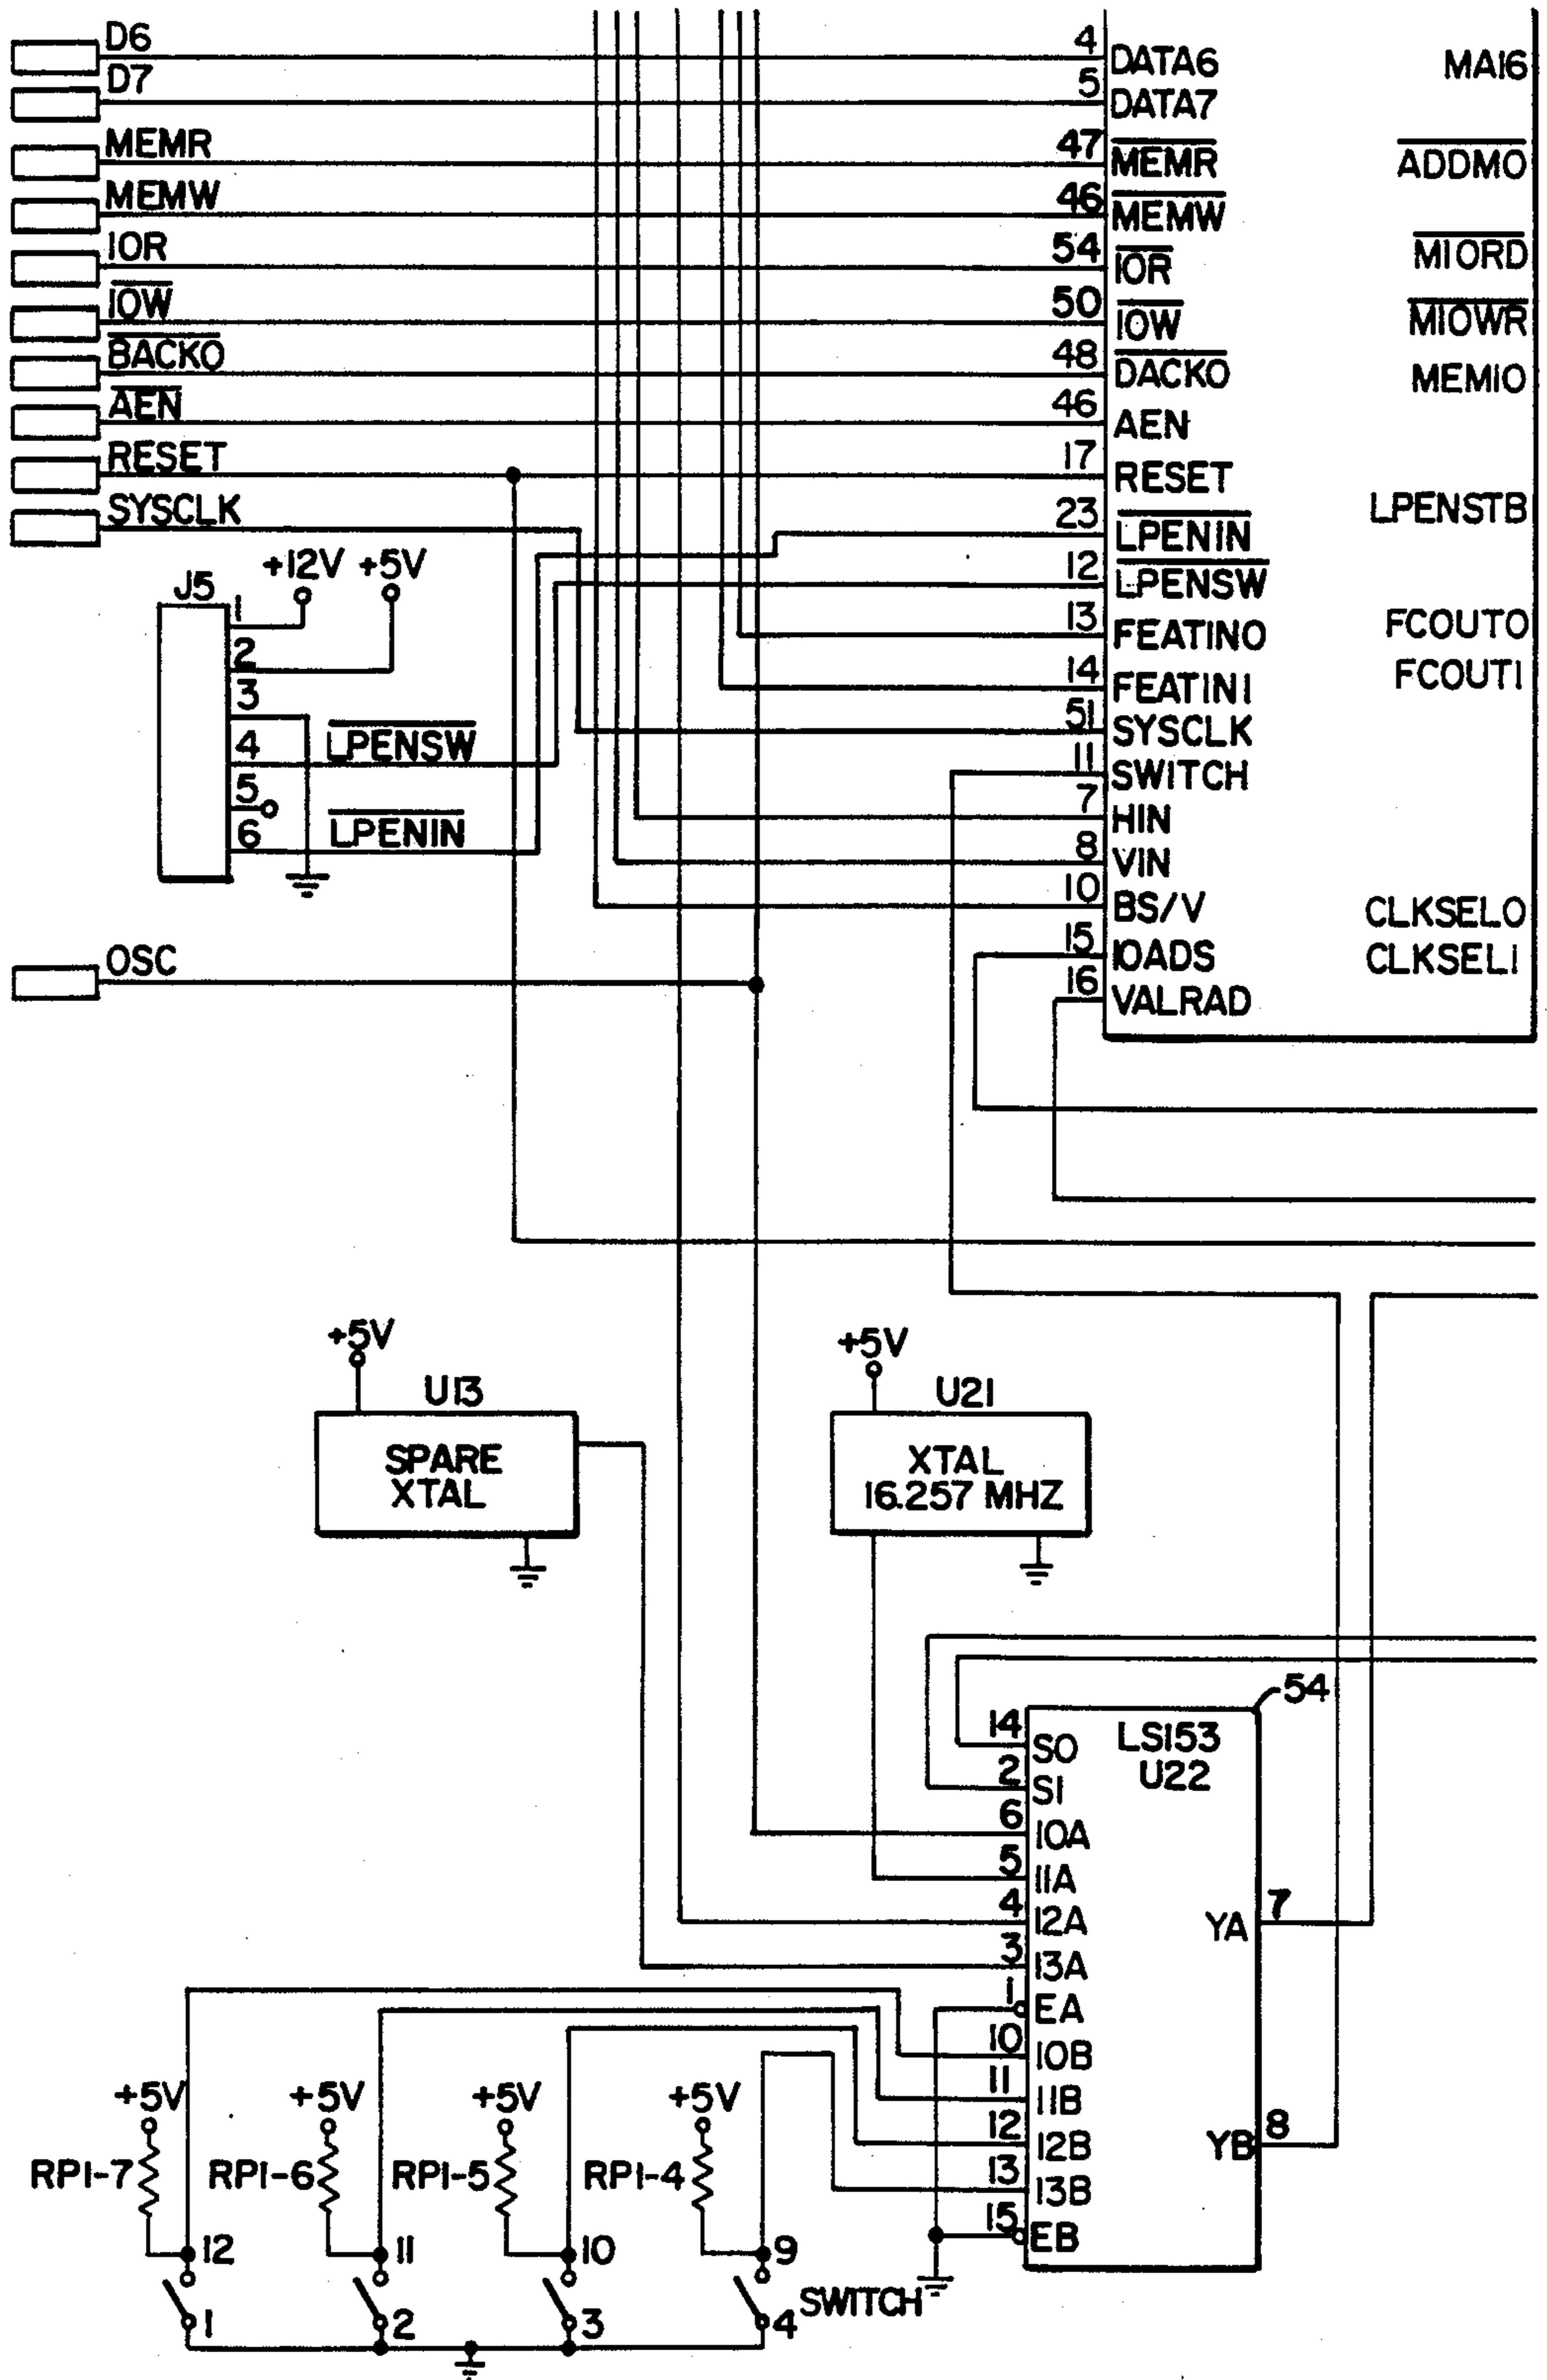 D6
4
DATA6
MA16
D7
5
DATA7
MEMR
47
MEMR
ADDMO
MEMW
46
MEMW
IOR
54
IOR
MIORD
IOW
50
IOW
MIOWR
BACKO
48
DACKO
MEMIO
AEN
46
AEN
RESET
17
RESET
SYSCLK
23
LPENIN
LPENSTB
+12V +5V
12
LPENSW
J5
1
13
FEATINO
FCOUTO
2
14
FEATIN1
FCOUT1
3
51
SYSCLK
4
LPENSW
11
SWITCH
5
7
HIN
6
LPENIN
8
VIN
10
BS/V
CLKSELO
OSC
15
IOADS
CLKSEL1
16
VALRAD
+5V
+5V
U13
U21
SPARE
XTAL
XTAL
16.257 MHZ
54
LS153
U22
14
SO
2
S1
6
10A
5
11A
4
12A
YA
7
3
13A
1
EA
10
10B
11
11B
12
12B
YB
8
13
13B
15
EB
+5V
+5V
+5V
+5V
RP1-7
RP1-6
RP1-5
RP1-4
12
11
10
9
1
2
3
4
SWITCH